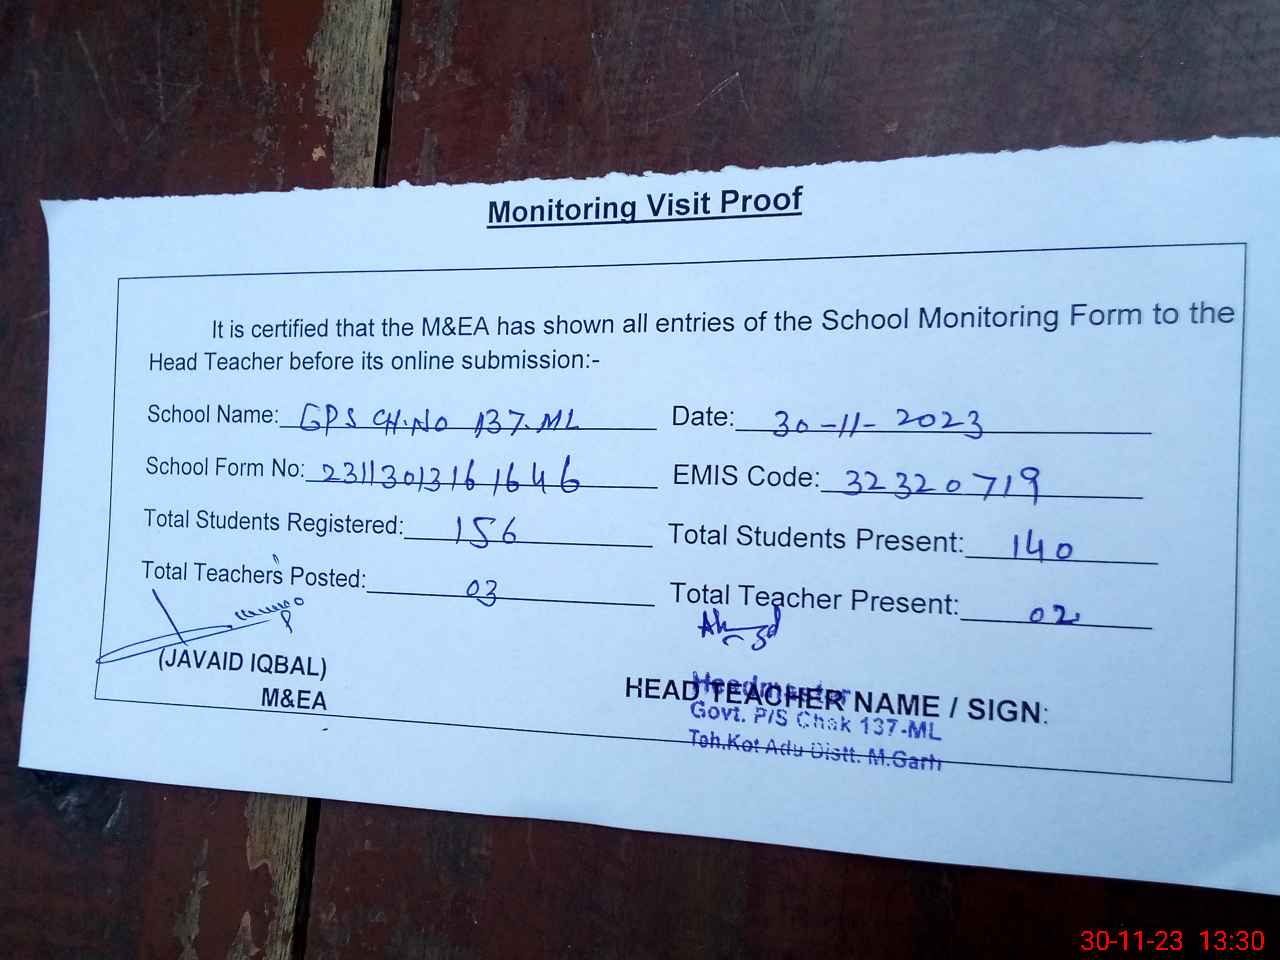 Monitoring Visit Proof
It is certified that the M&EA has shown all entries of the School Monitoring Form to the
Head Teacher before its online submission:-
School Name: GPS CH.NO 137.ML Date: 30-11-2023
School Form No: 2311301316 1646 EMIS Code: 32320719
Total Students Registered: 156 Total Students Present: 140
Total Teachers Posted: 03 Total Teacher Present: 02
(JAVAID IQBAL)
M&EA
HEAD TEACHER NAME / SIGN:
Headmaster
Govt. P/S Chak 137-ML
Teh.Kot Adu Distt. M.Garh
30-11-23 13:30